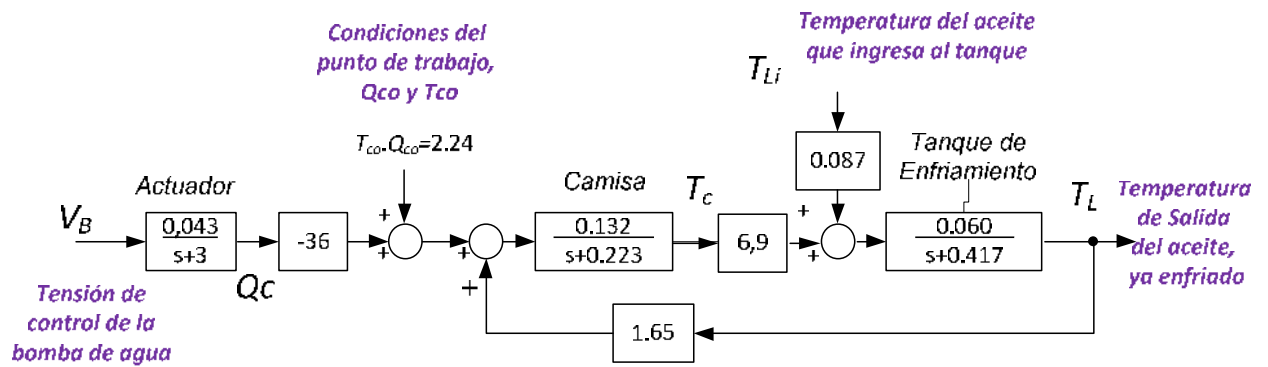 Condiciones del
punto de trabajo,
Qco y Tco
Temperatura del aceite
que ingresa al tanque
T_Li
T_co.Q_co=2.24
0.087
Tanque de
Enfriamiento
Actuador
Camisa
T_c
T_L
Temperatura
de Salida
del aceite,
ya enfriado
V_B
0,043
s+3
-36
+
+
+
+
0.132
s+0.223
6,9
+
+
0.060
s+0.417
Qc
Tensión de
control de la
bomba de agua
1.65